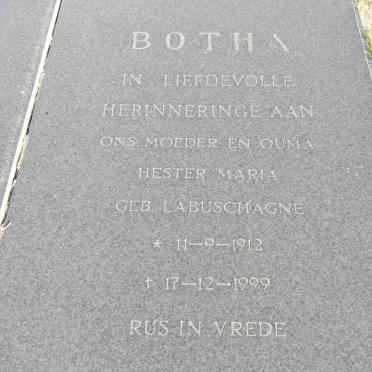 BOTHA
IN LIEFDEVOLLE
HERINNERINGE AAN
ONS MOEDER EN OUMA
HESTER MARIA
GEB. LABUSCHAGNE
* 11-9-1912
† 17-12-1999
RUS IN VREDE